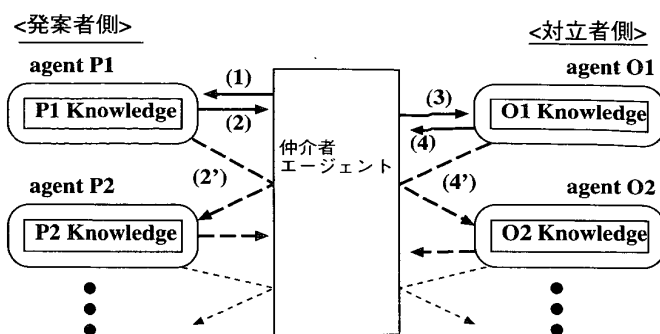 <発案者側>
<対立者側>
agent P1
agent O1
(1)
(2)
(3)
(4)
P1 Knowledge
O1 Knowledge
仲介者
エージェント
(2')
(4')
agent P2
agent O2
P2 Knowledge
O2 Knowledge